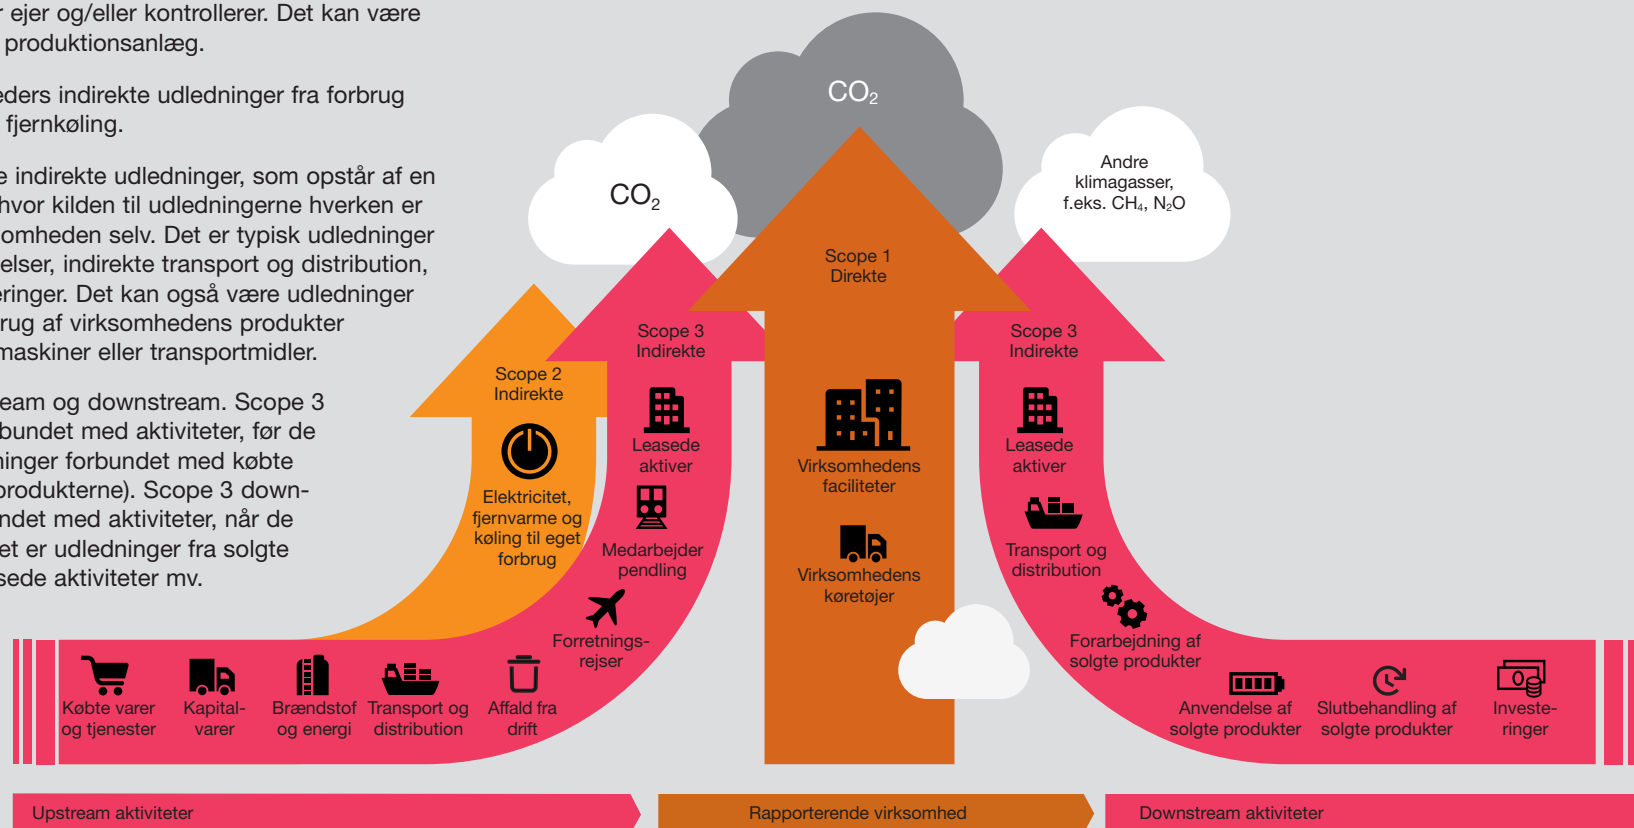 r ejer og/eller kontrollerer. Det kan være
produktionsanlæg.
eders indirekte udledninger fra forbrug
fjernkøling.
e indirekte udledninger, som opstår af en
hvor kilden til udledningerne hverken er
omheden selv. Det er typisk udledninger
elser, indirekte transport og distribution,
eringer. Det kan også være udledninger
rug af virksomhedens produkter
maskiner eller transportmidler.
ream og downstream. Scope 3
bundet med aktiviteter, før de
ninger forbundet med købte
produkterne). Scope 3 down-
ndet med aktiviteter, når de
et er udledninger fra solgte
sede aktiviteter mv.
CO₂
CO₂
Andre
klimagasser,
f.eks. CH₄, N₂O
Scope 2
Indirekte
Elektricitet,
fjernvarme og
køling til eget
forbrug
Scope 3
Indirekte
Leasede
aktiver
Medarbejder
pendling
Forretnings-
rejser
Affald fra
drift
Transport og
distribution
Brændstof
og energi
Kapital-
varer
Købte varer
og tjenester
Scope 1
Direkte
Virksomhedens
faciliteter
Virksomhedens
køretøjer
Scope 3
Indirekte
Leasede
aktiver
Transport og
distribution
Forarbejdning af
solgte produkter
Anvendelse af
solgte produkter
Slutbehandling af
solgte produkter
Investe-
ringer
Upstream aktiviteter
Rapporterende virksomhed
Downstream aktiviteter